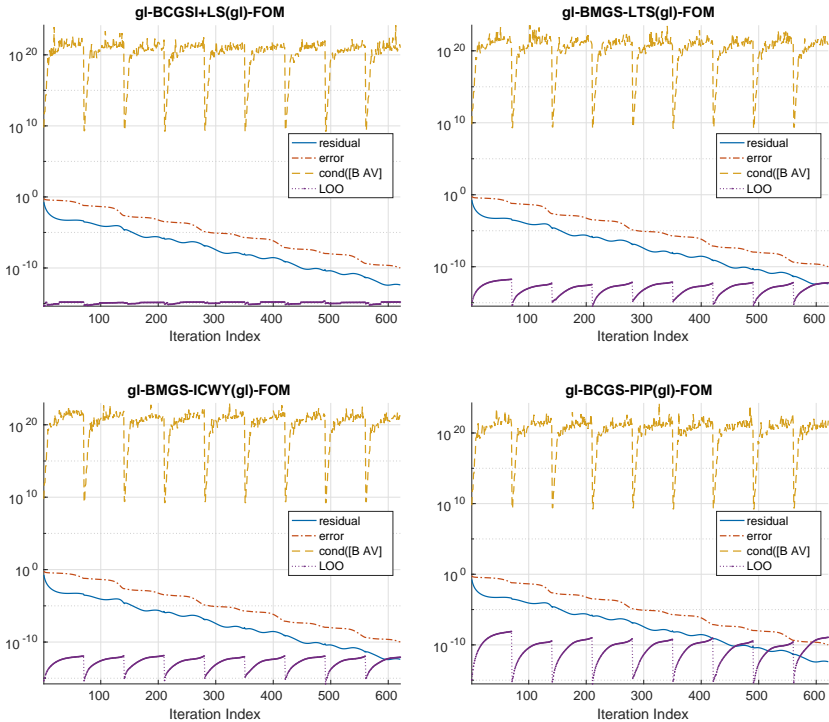 gl-BCGSI+LS(gl)-FOM
10^20
10^10
10^0
10^-10
residual
error
cond([B AV]
LOO
100 200 300 400 500 600
Iteration Index
gl-BMGS-LTS(gl)-FOM
10^20
10^10
10^0
10^-10
residual
error
cond([B AV]
LOO
100 200 300 400 500 600
Iteration Index
gl-BMGS-ICWY(gl)-FOM
10^20
10^10
10^0
10^-10
residual
error
cond([B AV]
LOO
100 200 300 400 500 600
Iteration Index
gl-BCGS-PIP(gl)-FOM
10^20
10^10
10^0
10^-10
residual
error
cond([B AV]
LOO
100 200 300 400 500 600
Iteration Index